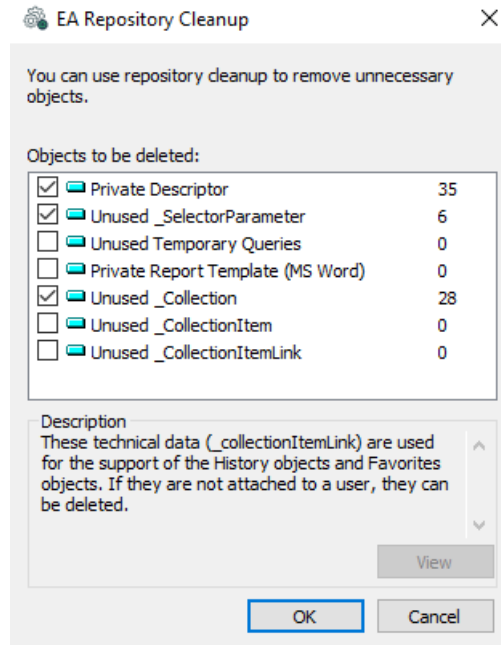 EA Repository Cleanup
You can use repository cleanup to remove unnecessary
objects.
Objects to be deleted:
Private Descriptor 35
Unused _SelectorParameter 6
Unused Temporary Queries 0
Private Report Template (MS Word) 0
Unused _Collection 28
Unused _CollectionItem 0
Unused _CollectionItemLink 0
Description
These technical data (_collectionItemLink) are used
for the support of the History objects and Favorites
objects. If they are not attached to a user, they can
be deleted.
View
OK Cancel